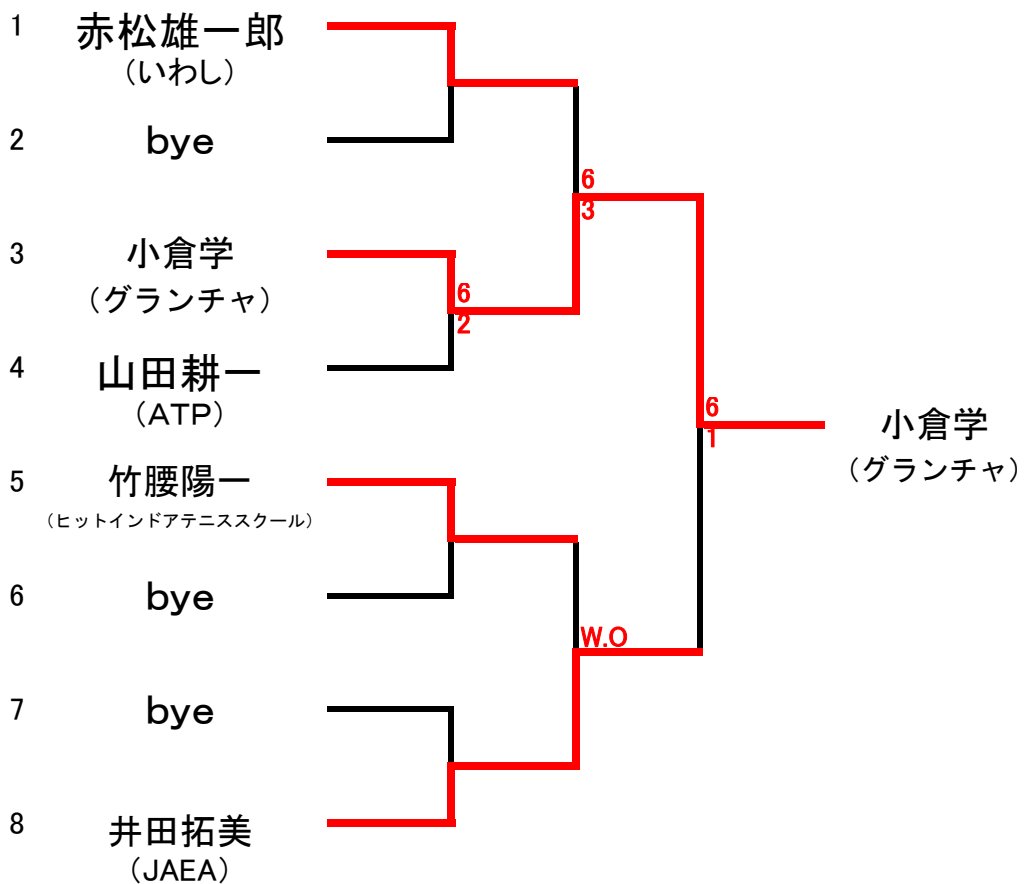 1 赤松雄一郎
(いわし)
2 bye
6
3
3 小倉学
(グランチャ)
6
2
4 山田耕一
(ATP)
6
1
小倉学
(グランチャ)
5 竹腰陽一
(ヒットインドアテニススクール)
6 bye
W.O
7 bye
8 井田拓美
(JAEA)